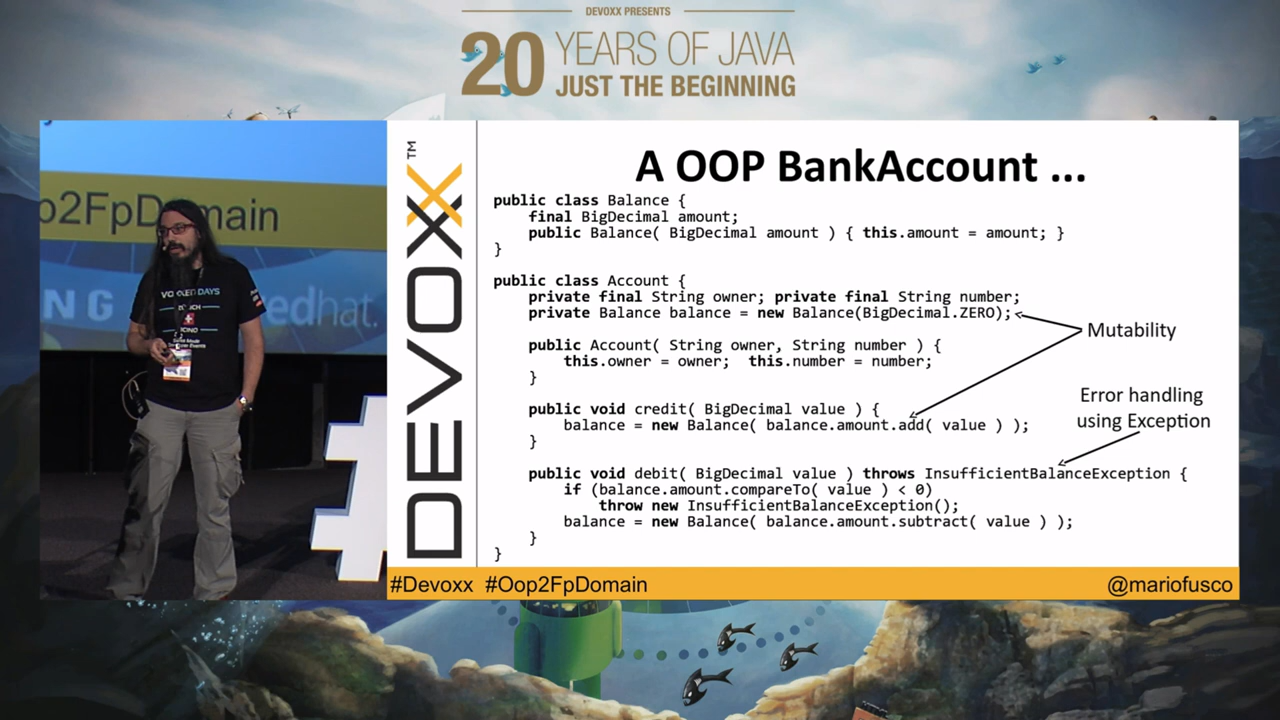 DEVOXX PRESENTS
20 YEARS OF JAVA
JUST THE BEGINNING
p2FpDomain
NG
redhat.
DAYS
DEVOXX™
A OOP BankAccount ...
public class Balance {
final BigDecimal amount;
public Balance( BigDecimal amount ) { this.amount = amount; }
}
public class Account {
private final String owner; private final String number;
private Balance balance = new Balance(BigDecimal.ZERO);
Mutability
public Account( String owner, String number ) {
this.owner = owner;  this.number = number;
}
Error handling
using Exception
public void credit( BigDecimal value ) {
balance = new Balance( balance.amount.add( value ) );
}
public void debit( BigDecimal value ) throws InsufficientBalanceException {
if (balance.amount.compareTo( value ) < 0)
throw new InsufficientBalanceException();
balance = new Balance( balance.amount.subtract( value ) );
}
}
#Devoxx #Oop2FpDomain
@mariofusco